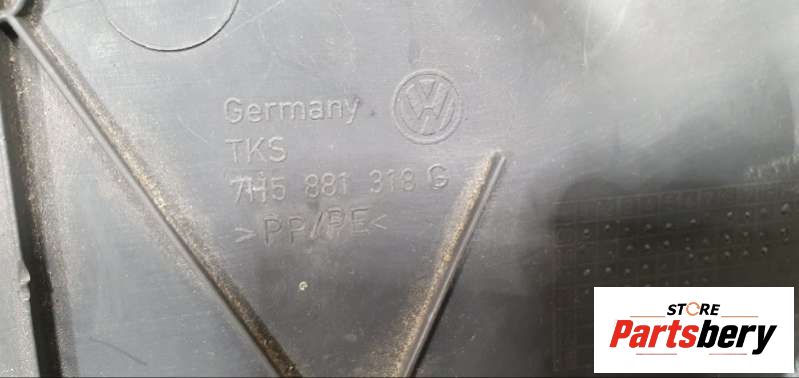 Germany
TKS
7H5 881 318 G
>PP/PE<
STORE
Partsbery